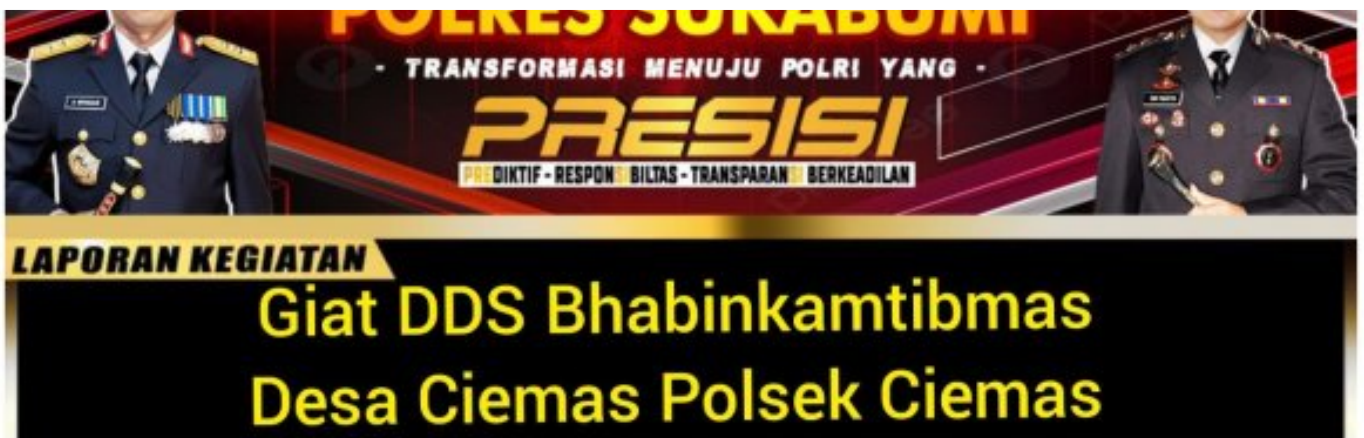 POLRES SUKABUMI
- TRANSFORMASI MENUJU POLRI YANG -
PRESISI
PREDIKTIF - RESPONSIBILTAS - TRANSPARANSI BERKEADILAN
LAPORAN KEGIATAN
Giat DDS Bhabinkamtibmas
Desa Ciemas Polsek Ciemas